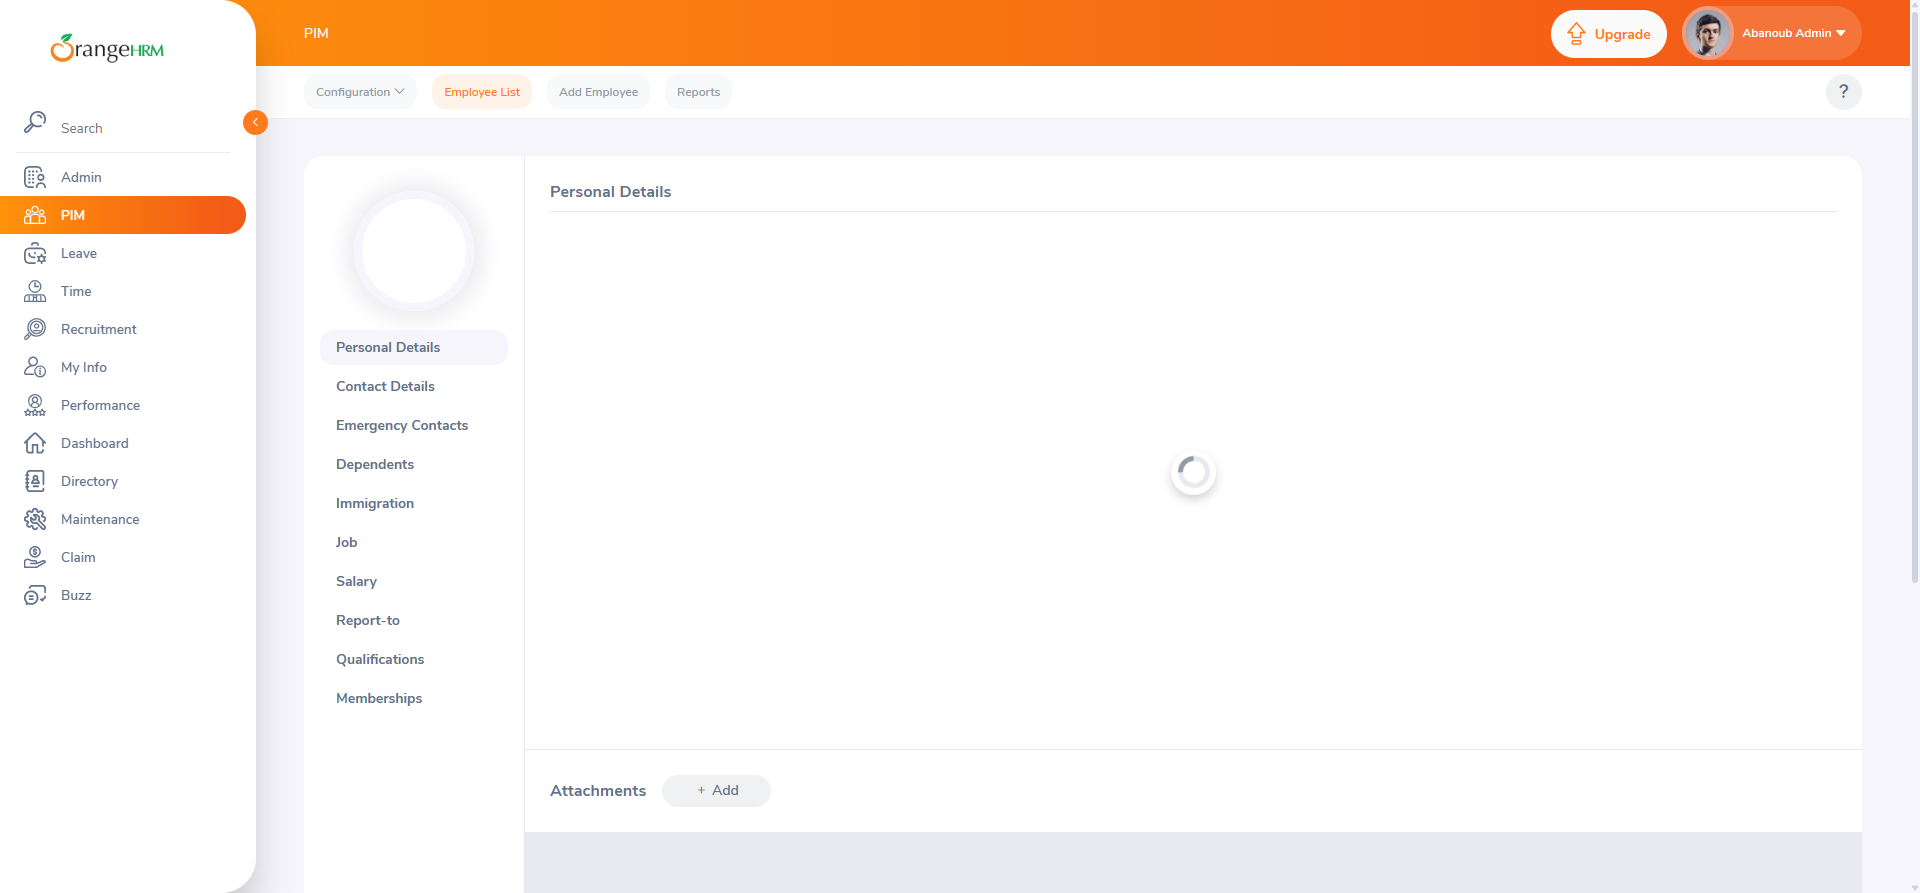 OrangeHRM
Search
Admin
PIM
Leave
Time
Recruitment
My Info
Performance
Dashboard
Directory
Maintenance
Claim
Buzz
PIM
Upgrade
Abanoub Admin
Configuration
Employee List
Add Employee
Reports
?
Personal Details
Contact Details
Emergency Contacts
Dependents
Immigration
Job
Salary
Report-to
Qualifications
Memberships
Personal Details
Attachments
+ Add